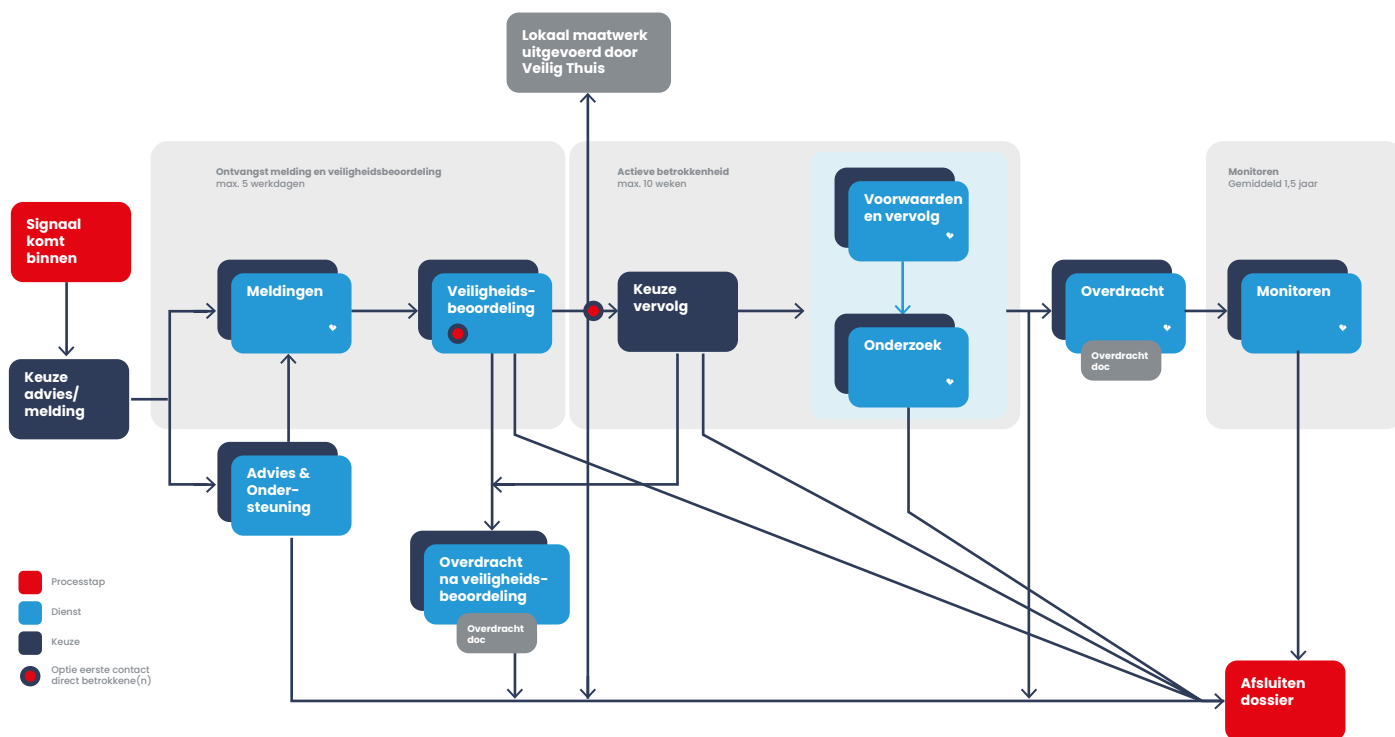 Lokaal maatwerk
uitgevoerd door
Veilig Thuis
Ontvangst melding en veiligheidsbeoordeling
max. 5 werkdagen
Actieve betrokkenheid
max. 10 weken
Monitoren
Gemiddeld 1,5 jaar
Signaal
komt
binnen
Keuze
advies/
melding
Meldingen
Veiligheids-
beoordeling
Keuze
vervolg
Voorwaarden
en vervolg
Onderzoek
Overdracht
Overdracht
doc
Monitoren
Advies &
Onder-
steuning
Overdracht
na veiligheids-
beoordeling
Overdracht
doc
Processtap
Dienst
Keuze
Optie eerste contact
direct betrokkene(n)
Afsluiten
dossier